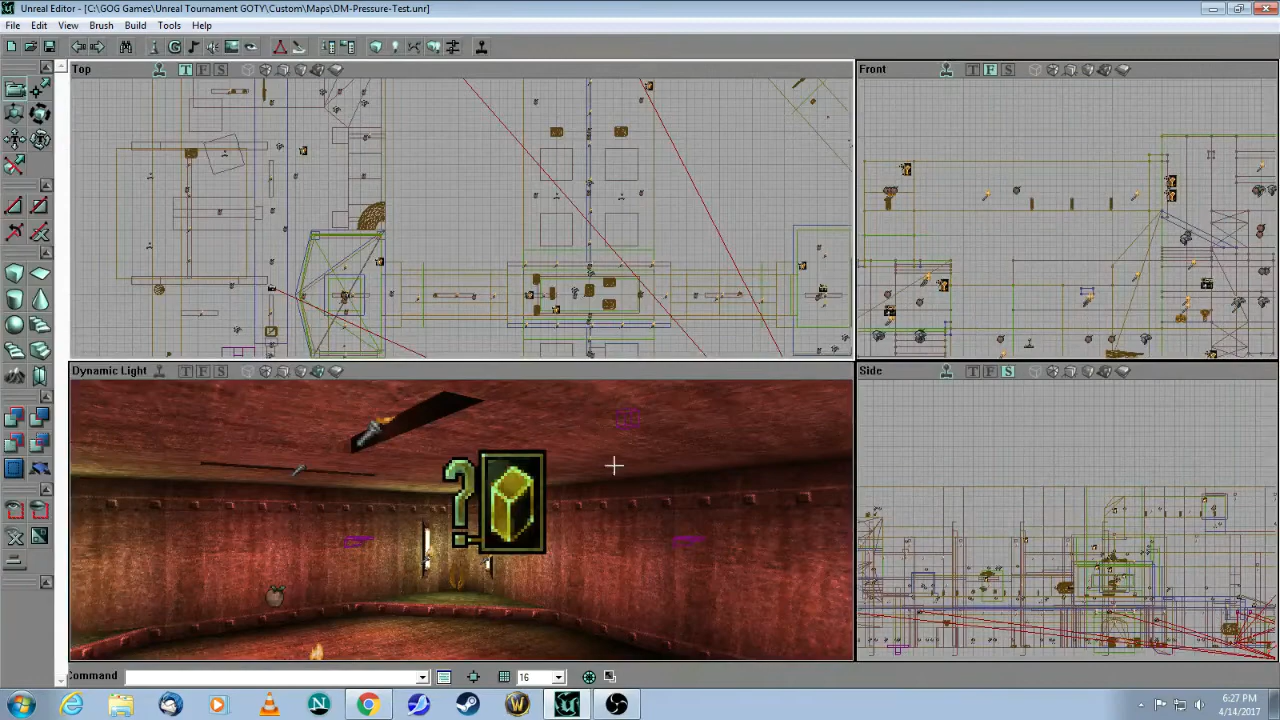 Unreal Editor - [C:\GOG Games\Unreal Tournament GOTY\Custom\Maps\DM-Pressure-Test.unr]
File Edit View Brush Build Tools Help
Top T F S
Front T F S
Dynamic Light T F S
Side T F S
Command 16
6:27 PM
4/14/2017